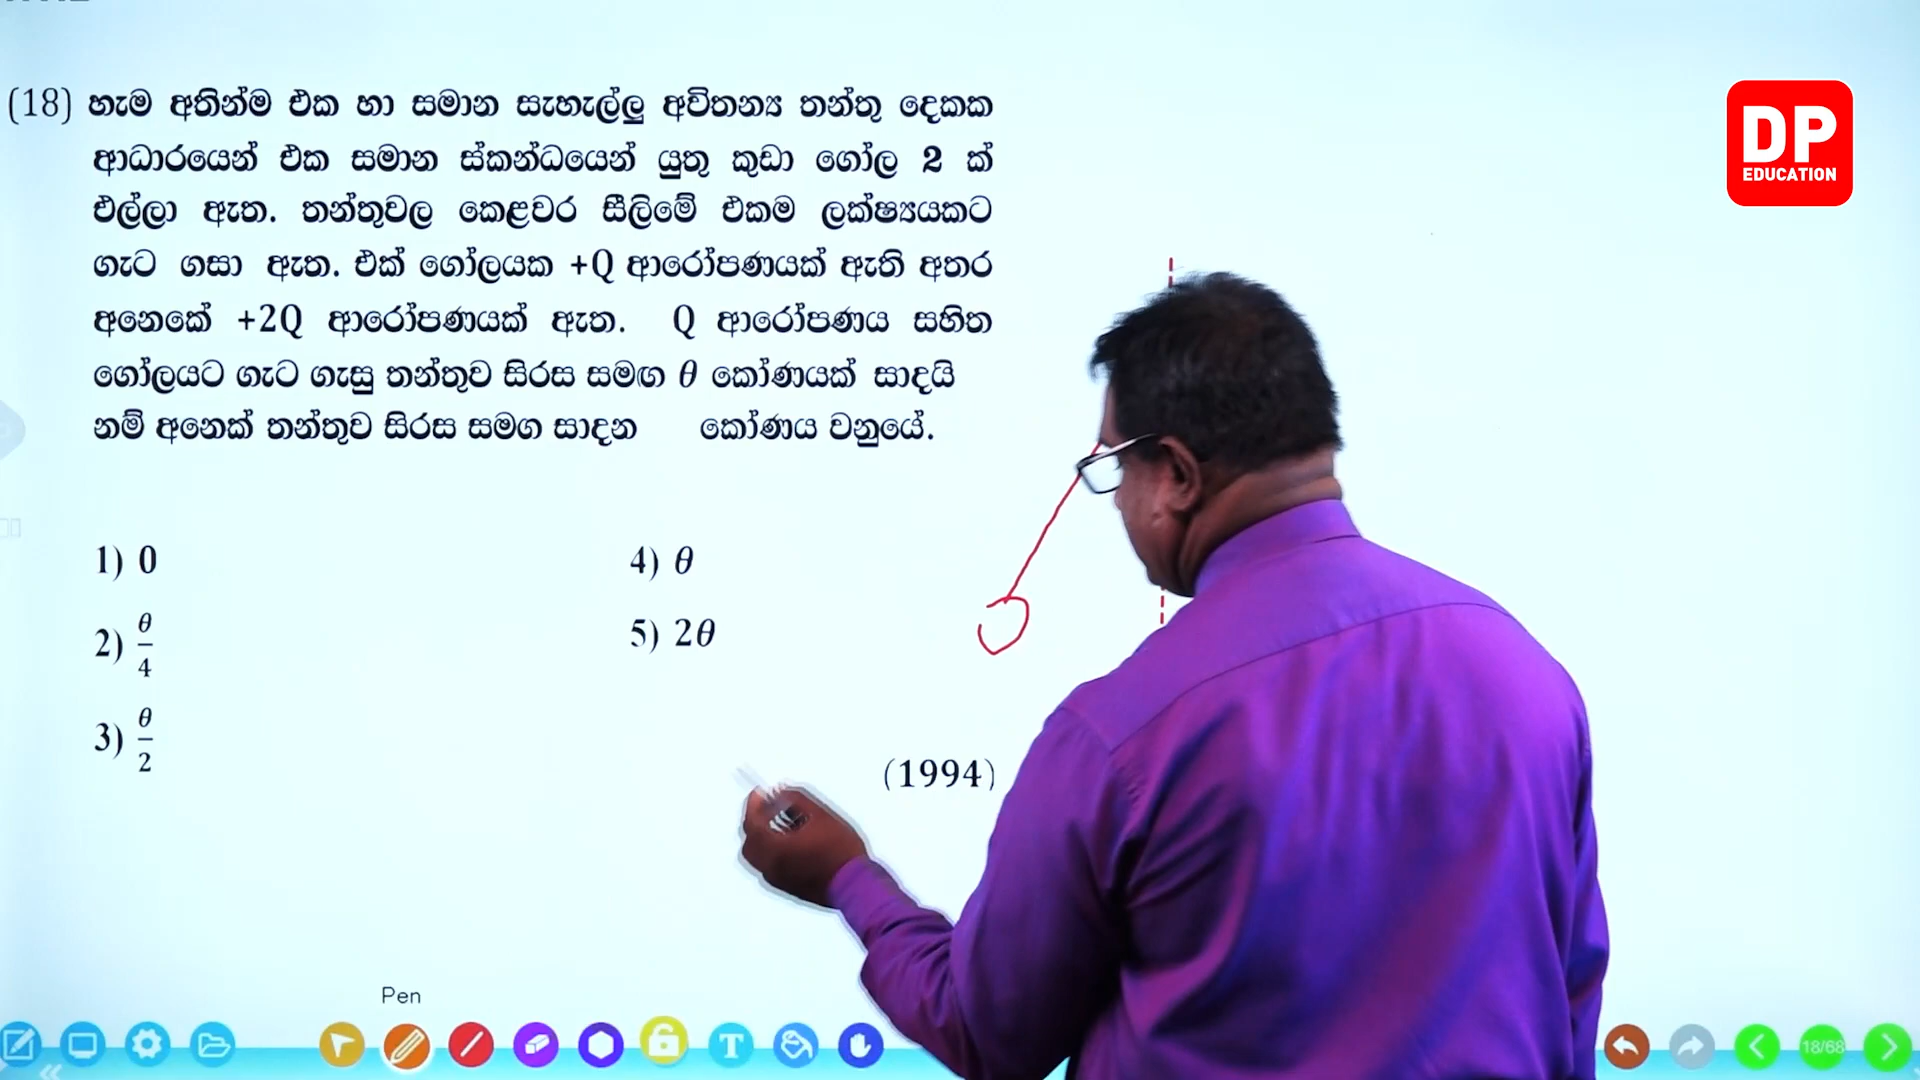 (18) හැම අතින්ම එක හා සමාන සැහැල්ලු අවිතන්‍ය තන්තු දෙකක
ආධාරයෙන් එක සමාන ස්කන්ධයෙන් යුතු කුඩා ගෝල 2 ක්
එල්ලා ඇත. තන්තුවල කෙළවර සීලිමේ එකම ලක්ෂ්‍යයකට
ගැට ගසා ඇත. එක් ගෝලයක +Q ආරෝපණයක් ඇති අතර
අනෙකේ +2Q ආරෝපණයක් ඇත. Q ආරෝපණය සහිත
ගෝලයට ගැට ගැසු තන්තුව සිරස සමඟ θ කෝණයක් සාදයි
නම් අනෙක් තන්තුව සිරස සමග සාදන කෝණය වනුයේ.
1) 0
2) θ/4
3) θ/2
4) θ
5) 2θ
(1994)
DP
EDUCATION
Pen
T
18/68